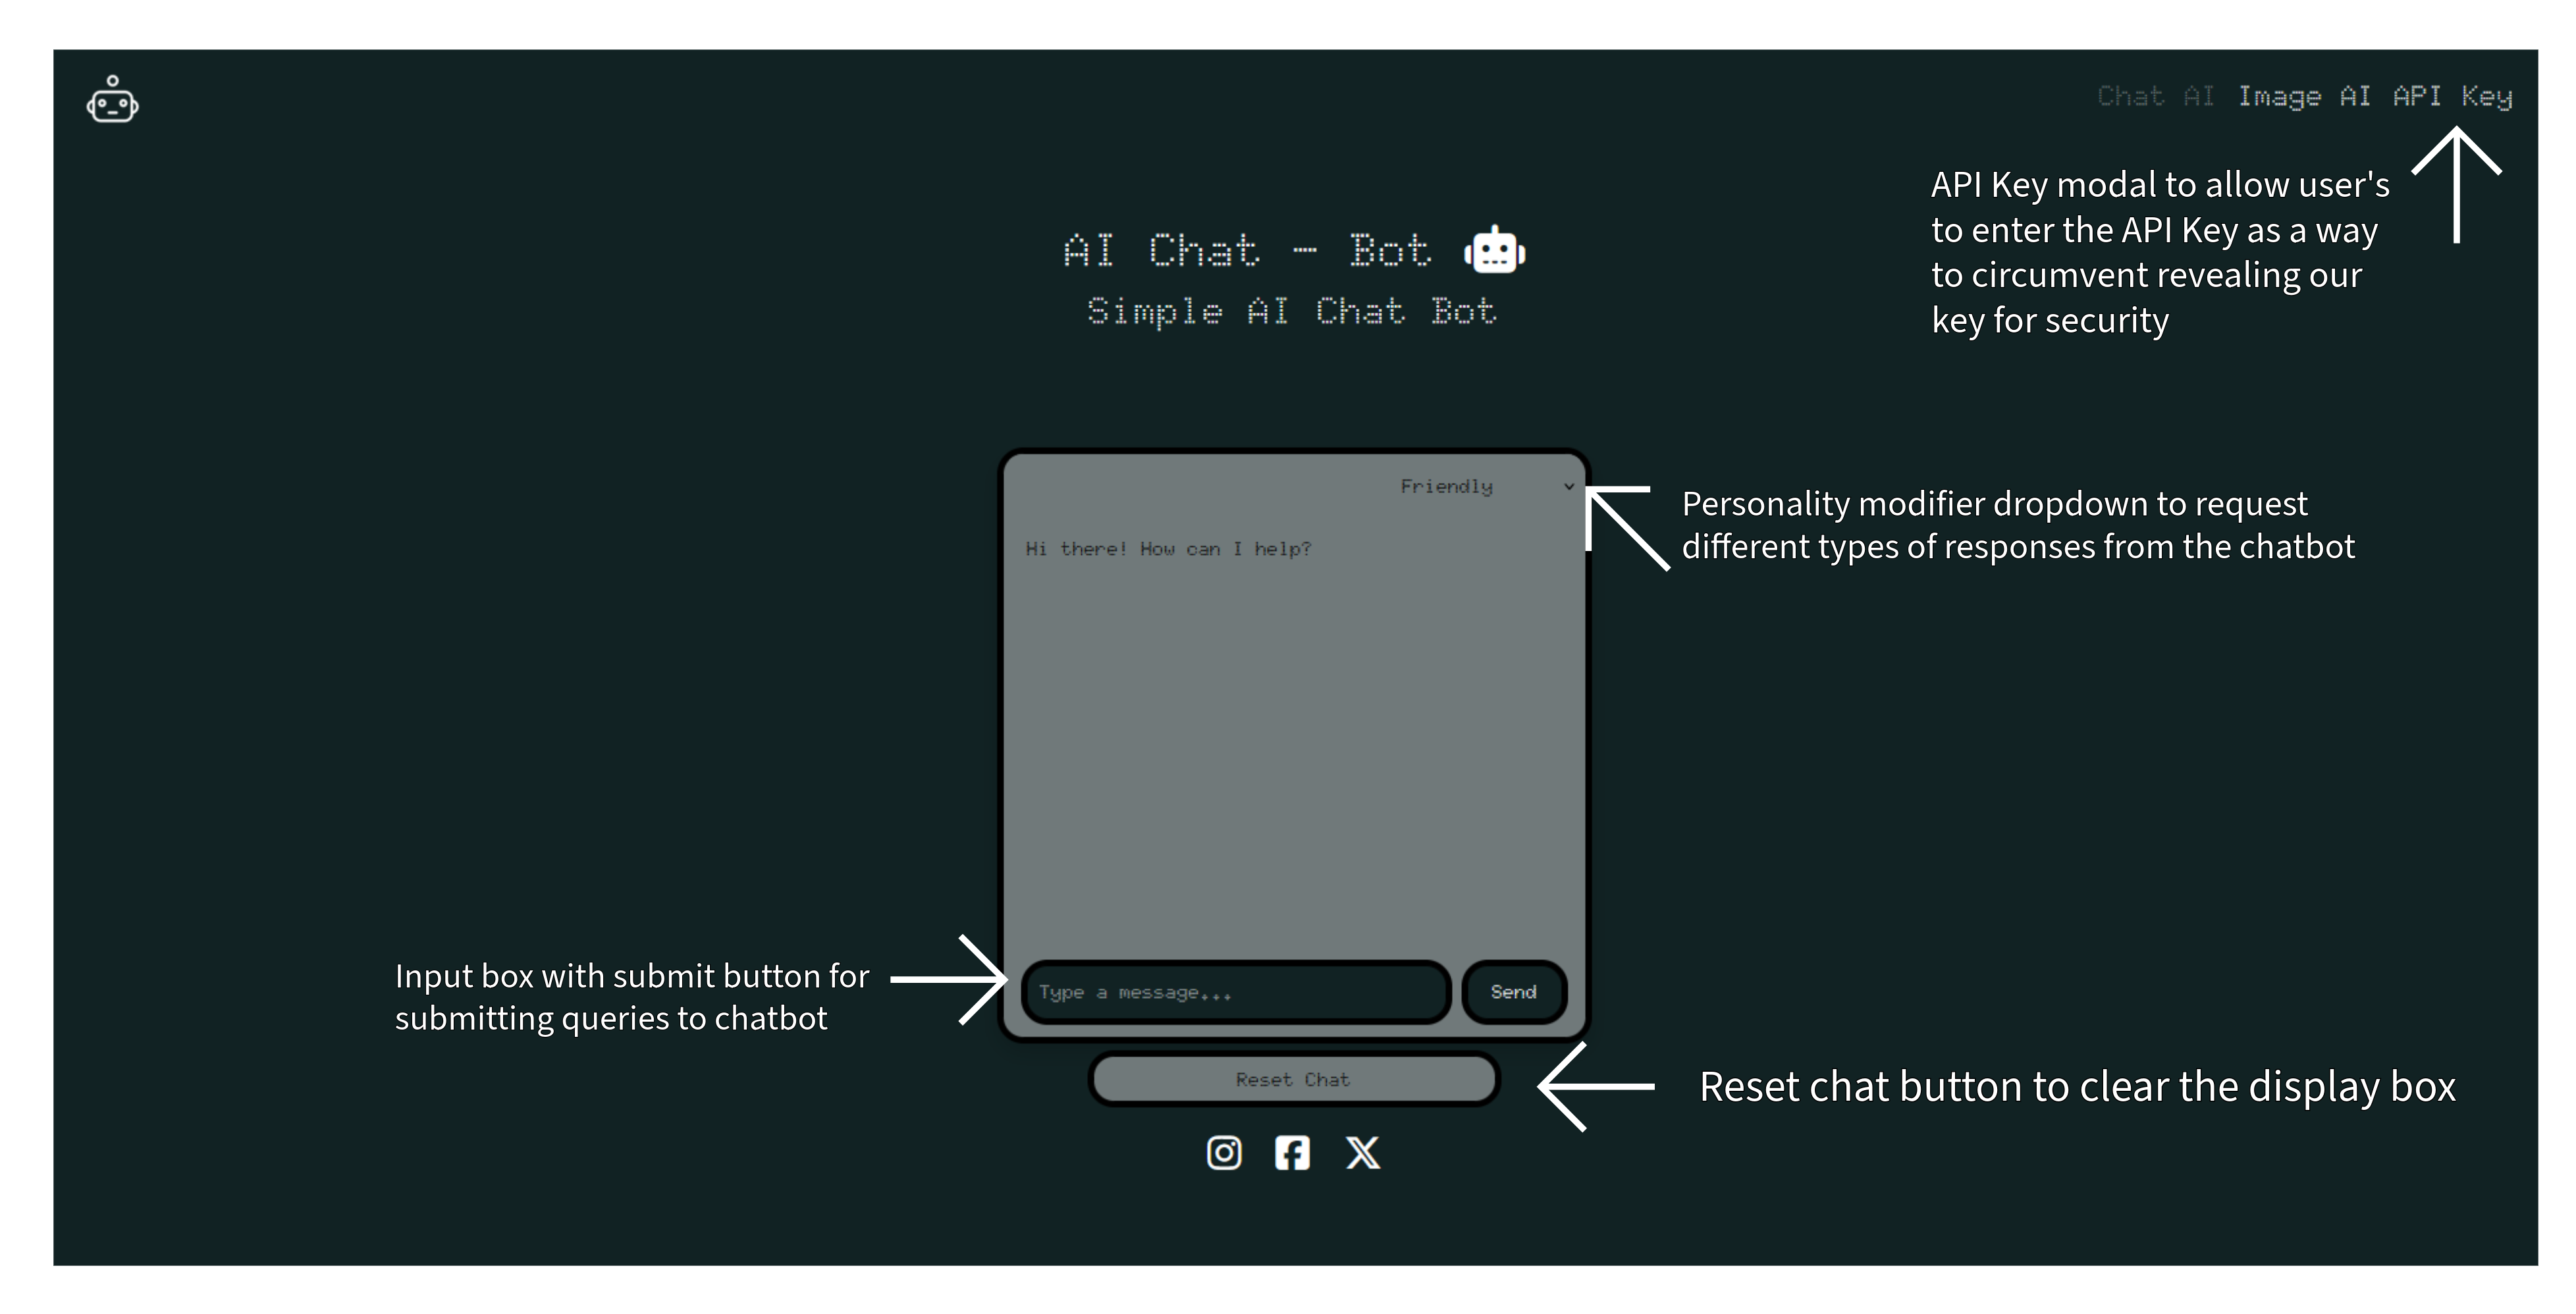 Chat AI Image AI API Key
API Key modal to allow user's
to enter the API Key as a way
to circumvent revealing our
key for security
AI Chat - Bot
Simple AI Chat Bot
Friendly
Personality modifier dropdown to request
different types of responses from the chatbot
Hi there! How can I help?
Input box with submit button for
submitting queries to chatbot
Type a message...
Send
Reset Chat
Reset chat button to clear the display box